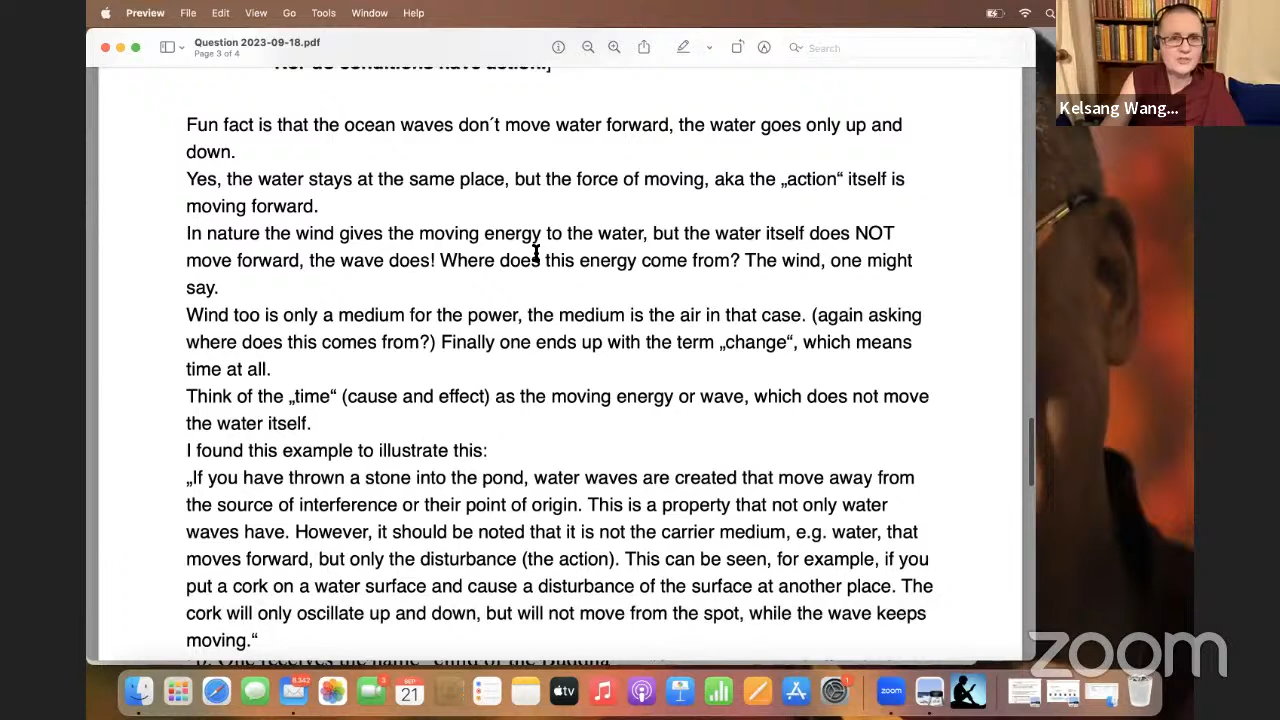 Preview File Edit View Go Tools Window Help
Question 2023-09-18.pdf
Page 3 of 4
Search
Kelsang Wang...
Fun fact is that the ocean waves don´t move water forward, the water goes only up and
down.
Yes, the water stays at the same place, but the force of moving, aka the „action“ itself is
moving forward.
In nature the wind gives the moving energy to the water, but the water itself does NOT
move forward, the wave does! Where does this energy come from? The wind, one might
say.
Wind too is only a medium for the power, the medium is the air in that case. (again asking
where does this comes from?) Finally one ends up with the term „change“, which means
time at all.
Think of the „time“ (cause and effect) as the moving energy or wave, which does not move
the water itself.
I found this example to illustrate this:
„If you have thrown a stone into the pond, water waves are created that move away from
the source of interference or their point of origin. This is a property that not only water
waves have. However, it should be noted that it is not the carrier medium, e.g. water, that
moves forward, but only the disturbance (the action). This can be seen, for example, if you
put a cork on a water surface and cause a disturbance of the surface at another place. The
cork will only oscillate up and down, but will not move from the spot, while the wave keeps
moving.“
zoom
8,342
3
SEP
21
tv
zoom
1